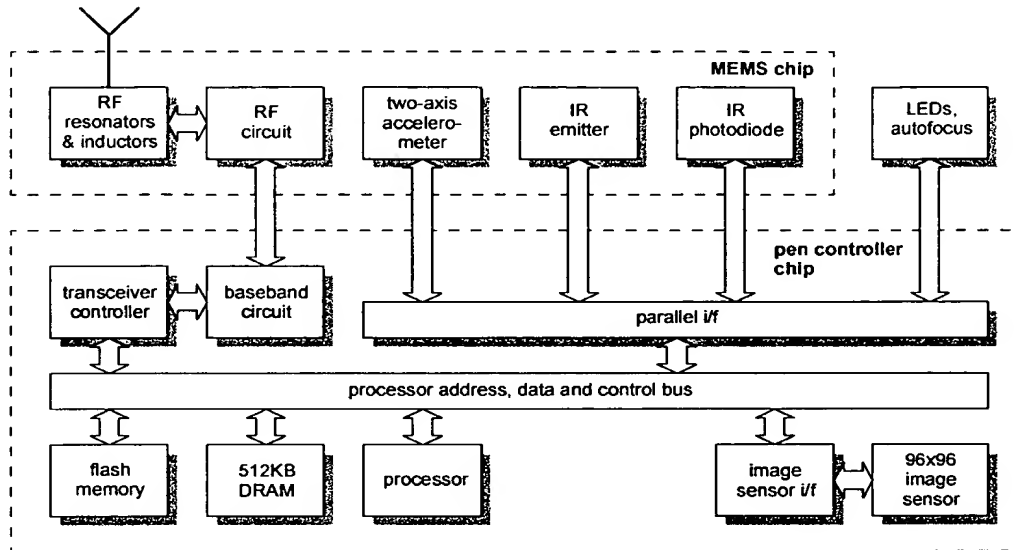 MEMS chip
RF
resonators
& inductors
RF
circuit
two-axis
accelero-
meter
IR
emitter
IR
photodiode
LEDs,
autofocus
pen controller
chip
transceiver
controller
baseband
circuit
parallel i/f
processor address, data and control bus
flash
memory
512KB
DRAM
processor
image
sensor i/f
96x96
image
sensor